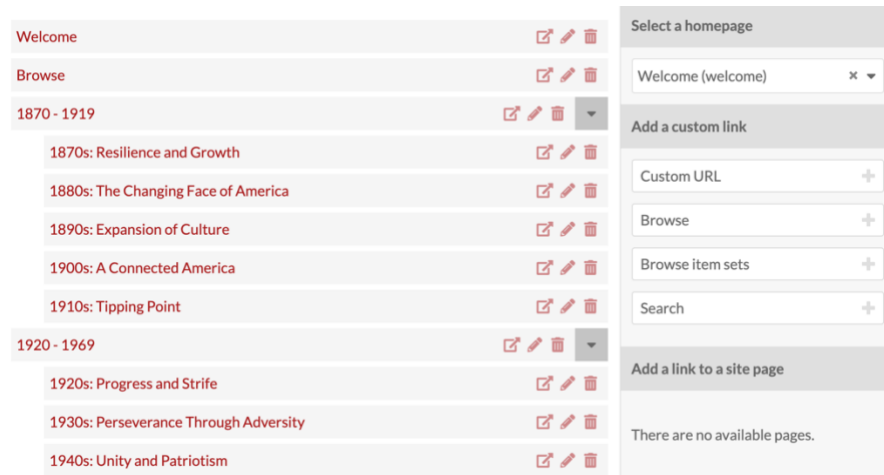 Welcome
Browse
1870 - 1919
1870s: Resilience and Growth
1880s: The Changing Face of America
1890s: Expansion of Culture
1900s: A Connected America
1910s: Tipping Point
1920 - 1969
1920s: Progress and Strife
1930s: Perseverance Through Adversity
1940s: Unity and Patriotism
Select a homepage
Welcome (welcome)
Add a custom link
Custom URL
Browse
Browse item sets
Search
Add a link to a site page
There are no available pages.